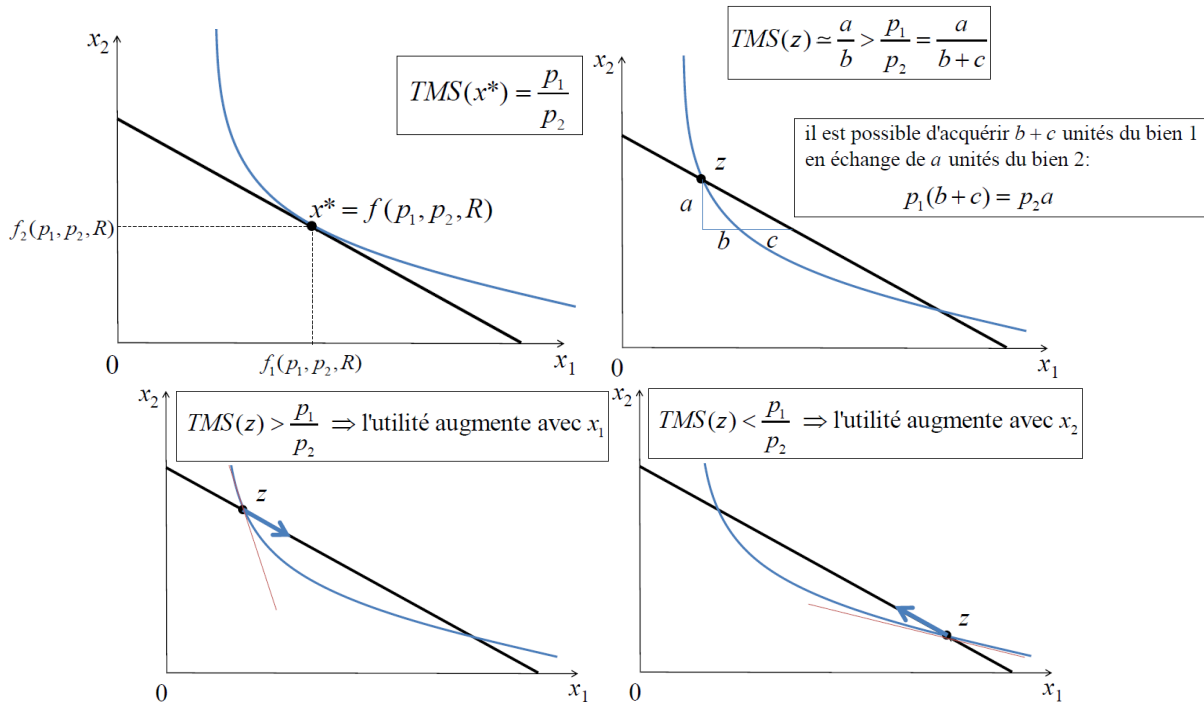 x₂
TMS(x*) = p₁/p₂
x* = f(p₁, p₂, R)
f₂(p₁, p₂, R)
0
f₁(p₁, p₂, R)
x₁
TMS(z) ≃ a/b > p₁/p₂ = a/(b+c)
x₂
il est possible d'acquérir b + c unités du bien 1
en échange de a unités du bien 2:
p₁(b+c) = p₂a
z
a
b
c
0
x₁
x₂
TMS(z) > p₁/p₂ ⇒ l'utilité augmente avec x₁
z
0
x₁
x₂
TMS(z) < p₁/p₂ ⇒ l'utilité augmente avec x₂
z
0
x₁